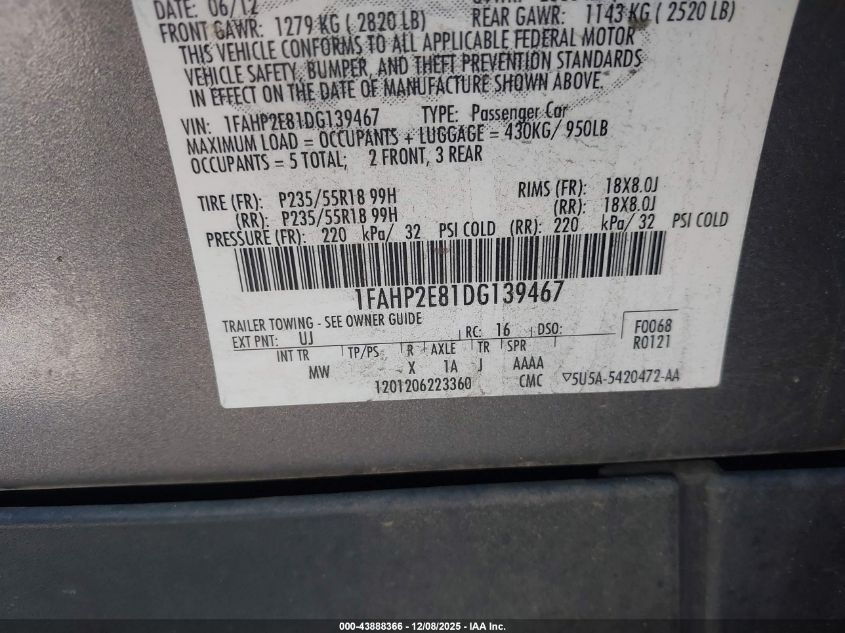 DATE: 06/12
FRONT GAWR: 1279 KG ( 2820 LB) REAR GAWR: 1143 KG ( 2520 LB)
THIS VEHICLE CONFORMS TO ALL APPLICABLE FEDERAL MOTOR
VEHICLE SAFETY, BUMPER, AND THEFT PREVENTION STANDARDS
IN EFFECT ON THE DATE OF MANUFACTURE SHOWN ABOVE.
VIN: 1FAHP2E81DG139467 TYPE: Passenger Car
MAXIMUM LOAD = OCCUPANTS + LUGGAGE = 430KG/ 950LB
OCCUPANTS = 5 TOTAL; 2 FRONT, 3 REAR
TIRE (FR): P235/55R18 99H RIMS (FR): 18X8.0J
(RR): P235/55R18 99H (RR): 18X8.0J
PRESSURE (FR): 220 kPa/ 32 PSI COLD (RR): 220 kPa/ 32 PSI COLD
1FAHP2E81DG139467
TRAILER TOWING - SEE OWNER GUIDE
EXT PNT: UJ RC: 16 DSO: F0068
R0121
INT TR TP/PS R AXLE TR SPR
MW X 1A J AAAA
1201206223360 CMC ▽5U5A-5420472-AA
000-43888366 - 12/08/2025 - IAA Inc.